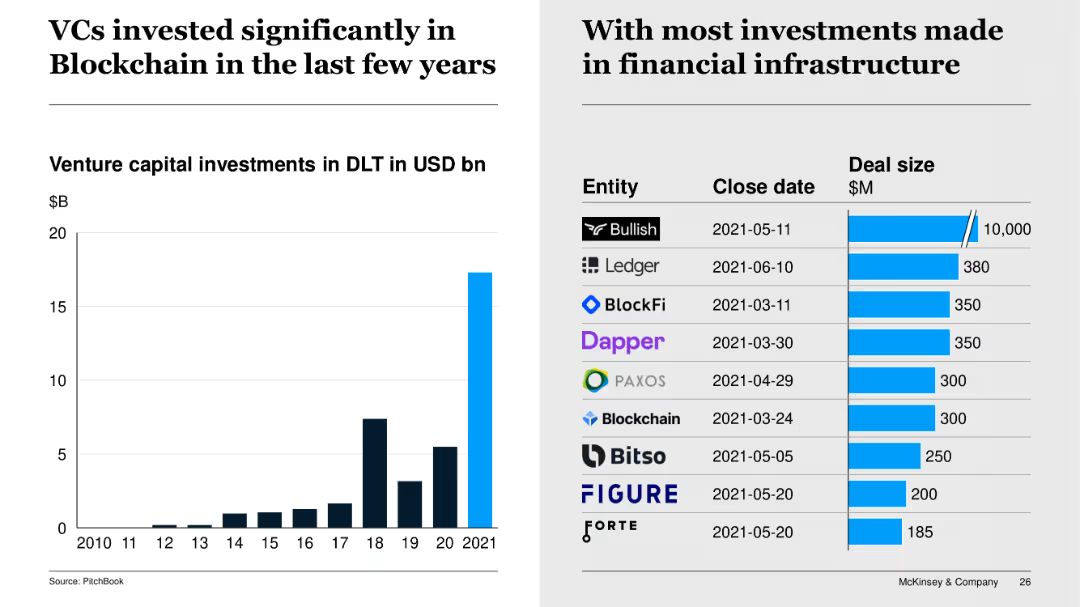 VCs invested significantly in
Blockchain in the last few years
Venture capital investments in DLT in USD bn
$B
20
15
10
5
0
2010 11 12 13 14 15 16 17 18 19 20 2021
Source: PitchBook
With most investments made
in financial infrastructure
Entity Close date Deal size
$M
Bullish 2021-05-11 10,000
Ledger 2021-06-10 380
BlockFi 2021-03-11 350
Dapper 2021-03-30 350
PAXOS 2021-04-29 300
Blockchain 2021-03-24 300
Bitso 2021-05-05 250
FIGURE 2021-05-20 200
FORTE 2021-05-20 185
McKinsey & Company 26